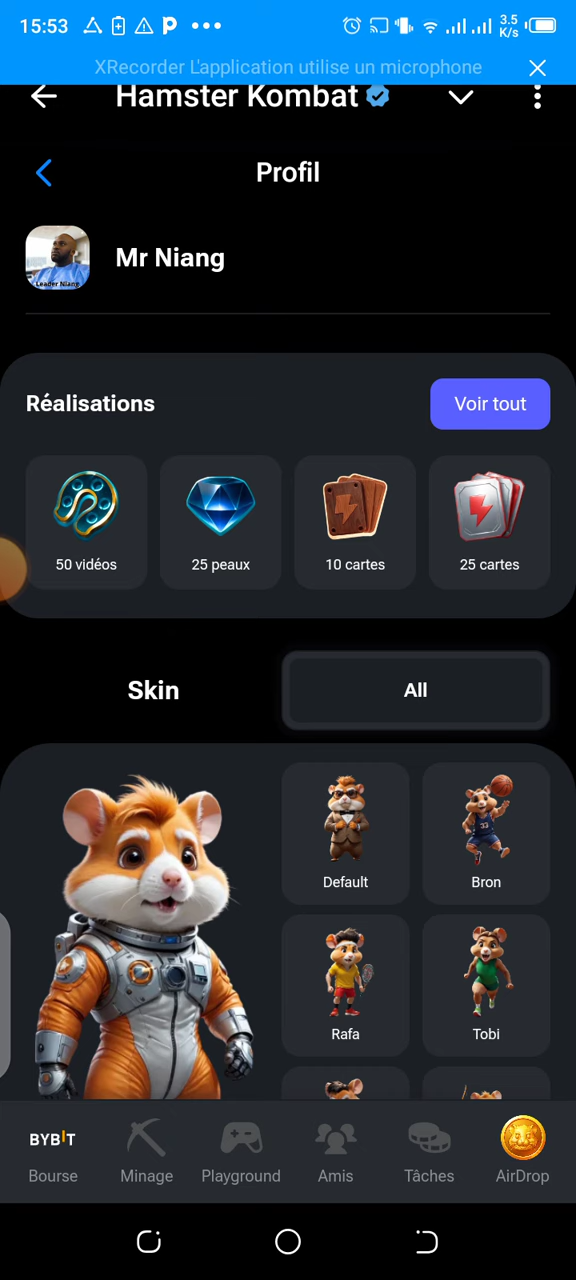 15:53
3.5
K/s
XRecorder L'application utilise un microphone
Hamster Kombat
Profil
Mr Niang
Leader Niang
Réalisations
Voir tout
50 vidéos
25 peaux
10 cartes
25 cartes
Skin
All
Default
Bron
Rafa
Tobi
BYBIT
Bourse
Minage
Playground
Amis
Tâches
AirDrop